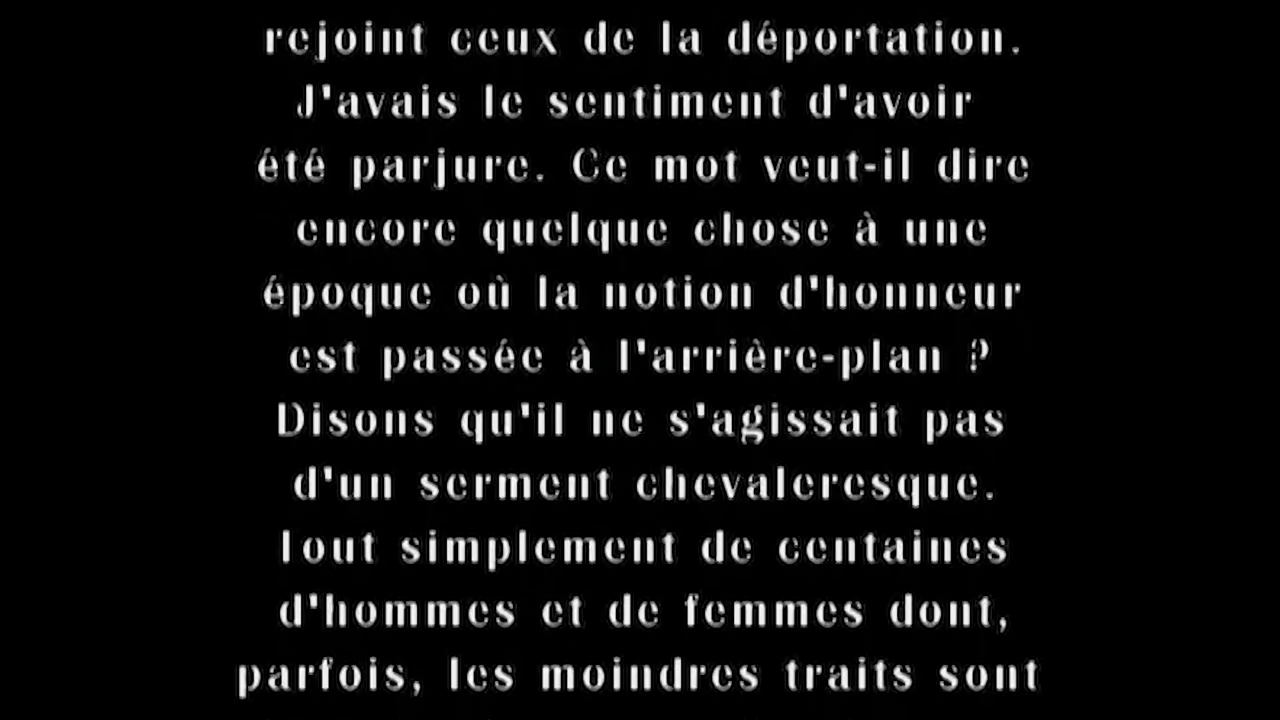 rejoint ceux de la déportation.
J'avais le sentiment d'avoir
été parjure. Ce mot veut-il dire
encore quelque chose à une
époque où la notion d'honneur
est passée à l'arrière-plan ?
Disons qu'il ne s'agissait pas
d'un serment chevaleresque.
Tout simplement de centaines
d'hommes et de femmes dont,
parfois, les moindres traits sont